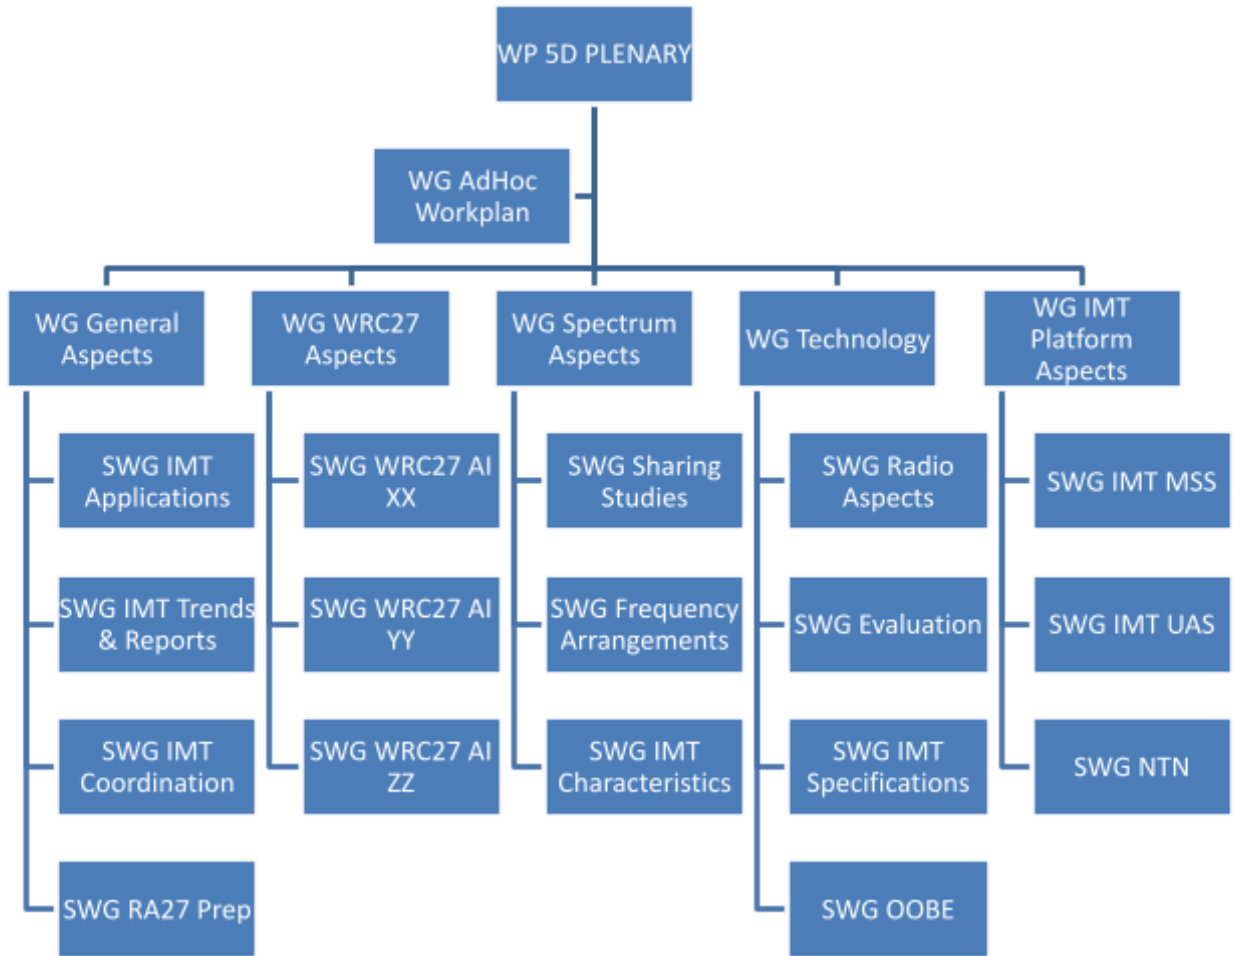 WP 5D PLENARY
WG AdHoc
Workplan
WG General
Aspects
WG WRC27
Aspects
WG Spectrum
Aspects
WG Technology
WG IMT
Platform
Aspects
SWG IMT
Applications
SWG IMT Trends
& Reports
SWG IMT
Coordination
SWG RA27 Prep
SWG WRC27 AI
XX
SWG WRC27 AI
YY
SWG WRC27 AI
ZZ
SWG Sharing
Studies
SWG Frequency
Arrangements
SWG IMT
Characteristics
SWG Radio
Aspects
SWG Evaluation
SWG IMT
Specifications
SWG OOBE
SWG IMT MSS
SWG IMT UAS
SWG NTN